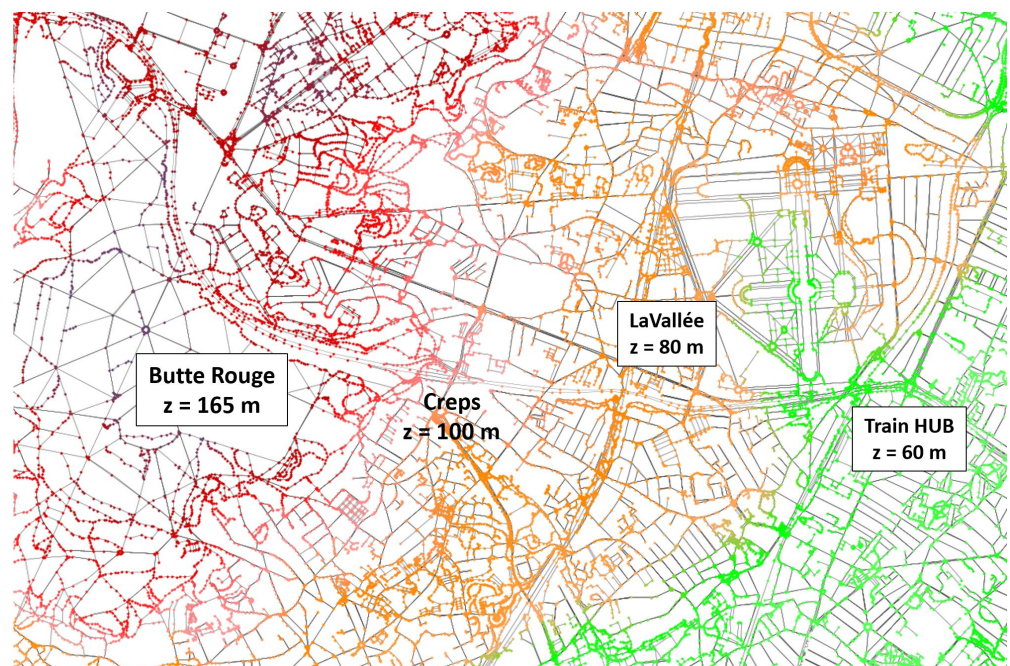 LaVallée
z = 80 m
Butte Rouge
z = 165 m
Creps
z = 100 m
Train HUB
z = 60 m